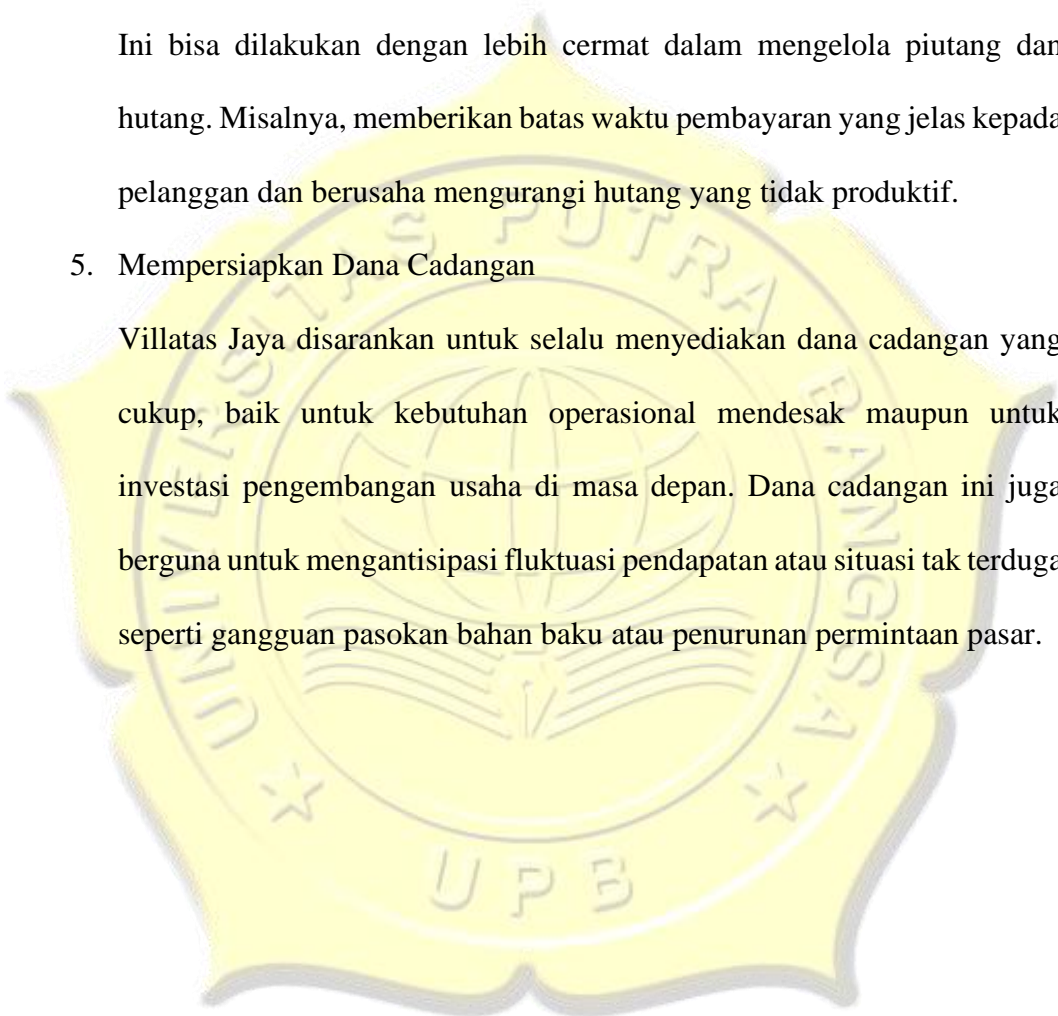 Ini bisa dilakukan dengan lebih cermat dalam mengelola piutang dan
hutang. Misalnya, memberikan batas waktu pembayaran yang jelas kepada
pelanggan dan berusaha mengurangi hutang yang tidak produktif.
5. Mempersiapkan Dana Cadangan
Villatas Jaya disarankan untuk selalu menyediakan dana cadangan yang
cukup, baik untuk kebutuhan operasional mendesak maupun untuk
investasi pengembangan usaha di masa depan. Dana cadangan ini juga
berguna untuk mengantisipasi fluktuasi pendapatan atau situasi tak terduga
seperti gangguan pasokan bahan baku atau penurunan permintaan pasar.
UNIVERSITAS PUTRA BANGSA
UPB